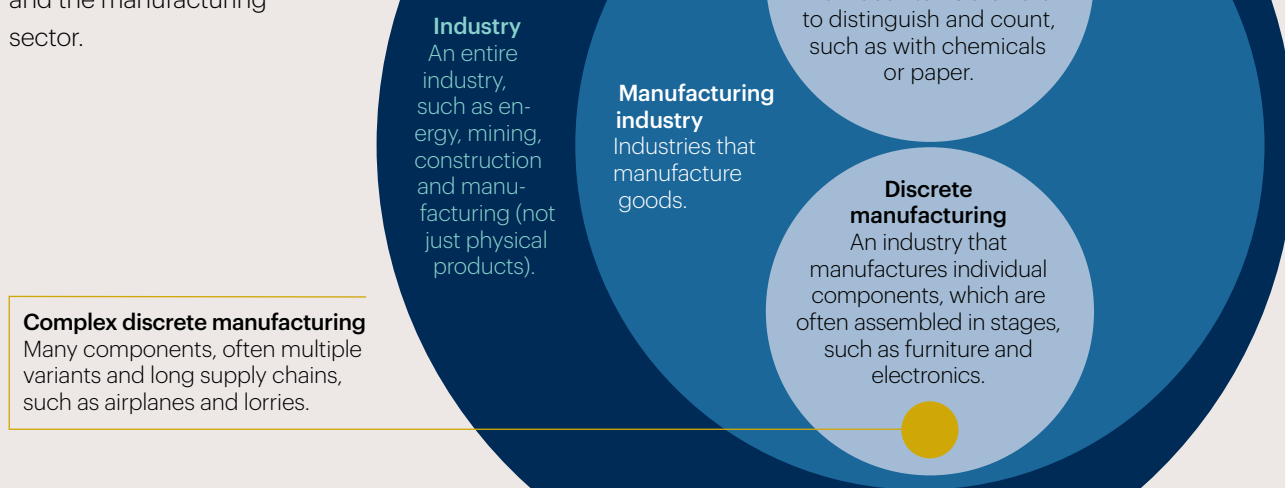 and the manufacturing
sector.
Industry
An entire
industry,
such as en-
ergy, mining,
construction
and manu-
facturing (not
just physical
products).
Manufacturing
industry
Industries that
manufacture
goods.
to distinguish and count,
such as with chemicals
or paper.
Discrete
manufacturing
An industry that
manufactures individual
components, which are
often assembled in stages,
such as furniture and
electronics.
Complex discrete manufacturing
Many components, often multiple
variants and long supply chains,
such as airplanes and lorries.